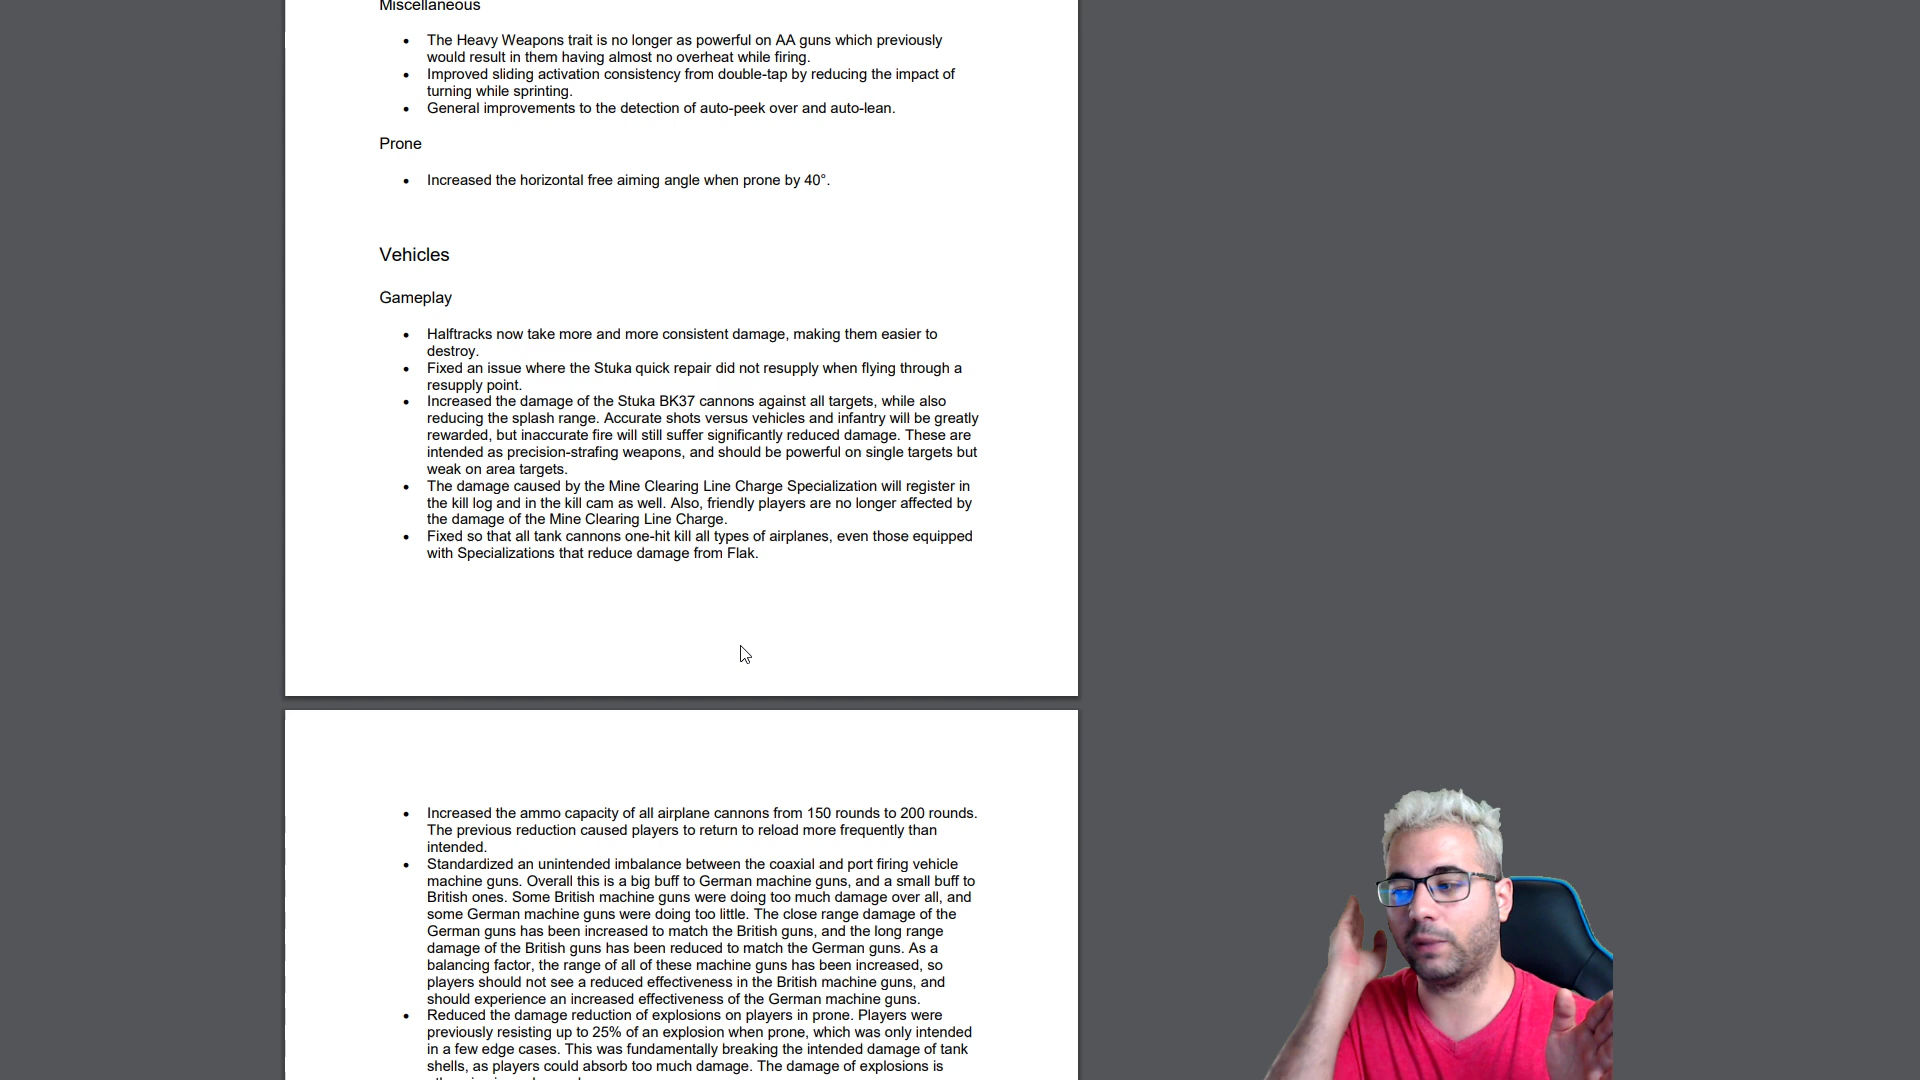 Miscellaneous
• The Heavy Weapons trait is no longer as powerful on AA guns which previously
would result in them having almost no overheat while firing.
• Improved sliding activation consistency from double-tap by reducing the impact of
turning while sprinting.
• General improvements to the detection of auto-peek over and auto-lean.
Prone
• Increased the horizontal free aiming angle when prone by 40°.
Vehicles
Gameplay
• Halftracks now take more and more consistent damage, making them easier to
destroy.
• Fixed an issue where the Stuka quick repair did not resupply when flying through a
resupply point.
• Increased the damage of the Stuka BK37 cannons against all targets, while also
reducing the splash range. Accurate shots versus vehicles and infantry will be greatly
rewarded, but inaccurate fire will still suffer significantly reduced damage. These are
intended as precision-strafing weapons, and should be powerful on single targets but
weak on area targets.
• The damage caused by the Mine Clearing Line Charge Specialization will register in
the kill log and in the kill cam as well. Also, friendly players are no longer affected by
the damage of the Mine Clearing Line Charge.
• Fixed so that all tank cannons one-hit kill all types of airplanes, even those equipped
with Specializations that reduce damage from Flak.
• Increased the ammo capacity of all airplane cannons from 150 rounds to 200 rounds.
The previous reduction caused players to return to reload more frequently than
intended.
• Standardized an unintended imbalance between the coaxial and port firing vehicle
machine guns. Overall this is a big buff to German machine guns, and a small buff to
British ones. Some British machine guns were doing too much damage over all, and
some German machine guns were doing too little. The close range damage of the
German guns has been increased to match the British guns, and the long range
damage of the British guns has been reduced to match the German guns. As a
balancing factor, the range of all of these machine guns has been increased, so
players should not see a reduced effectiveness in the British machine guns, and
should experience an increased effectiveness of the German machine guns.
• Reduced the damage reduction of explosions on players in prone. Players were
previously resisting up to 25% of an explosion when prone, which was only intended
in a few edge cases. This was fundamentally breaking the intended damage of tank
shells, as players could absorb too much damage. The damage of explosions is